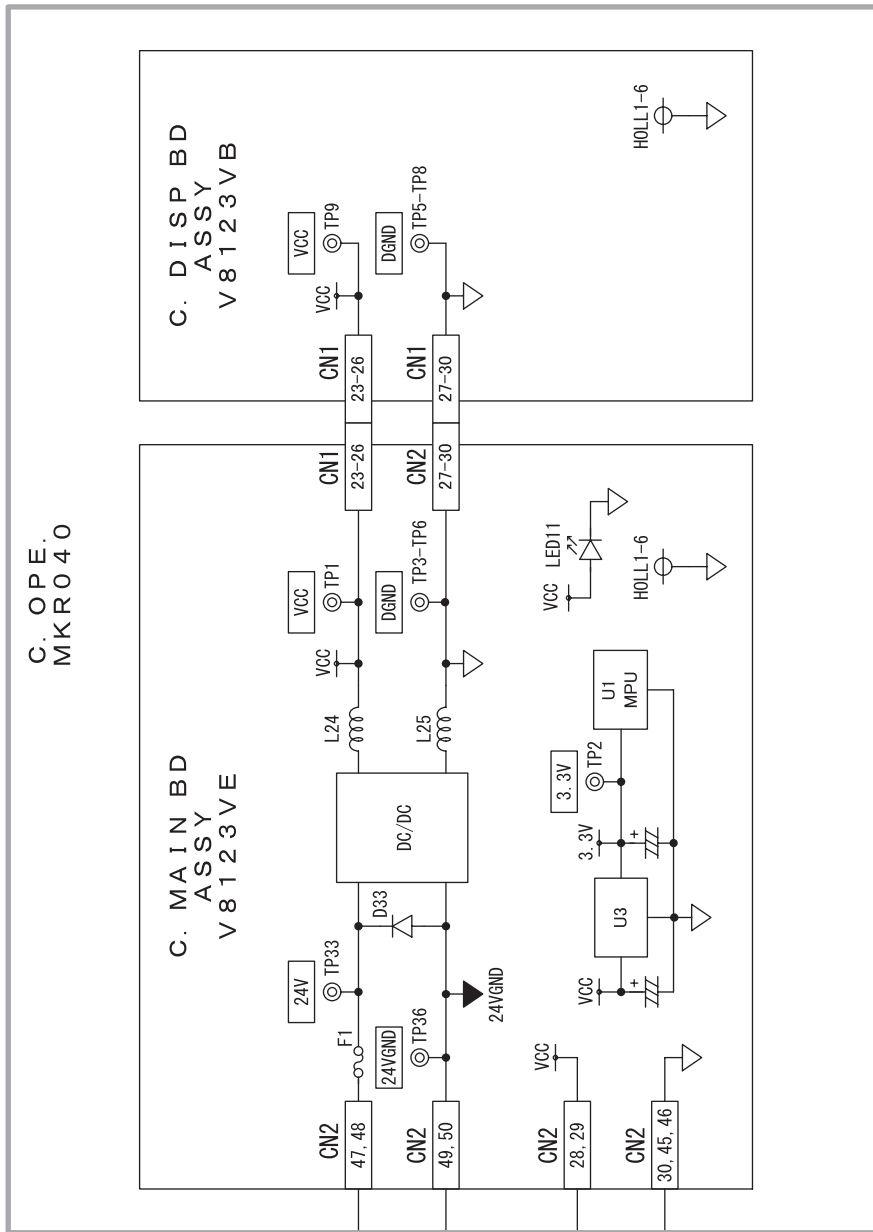 C. OPE.
MKR040
C. MAIN BD
ASSY
V8123VE
C. DISP BD
ASSY
V8123VB
CN2
47, 48
F1
24V
TP33
D33
DC/DC
L24
VCC
VCC
TP1
CN1
23-26
CN1
23-26
VCC
VCC
TP9
CN2
49, 50
24VGND
TP36
24VGND
L25
DGND
TP3-TP6
CN2
27-30
CN1
27-30
DGND
TP5-TP8
CN2
28, 29
VCC
VCC
+
U3
3.3V
+
3.3V
TP2
U1
MPU
VCC
LED11
CN2
30, 45, 46
HOLL1-6
HOLL1-6